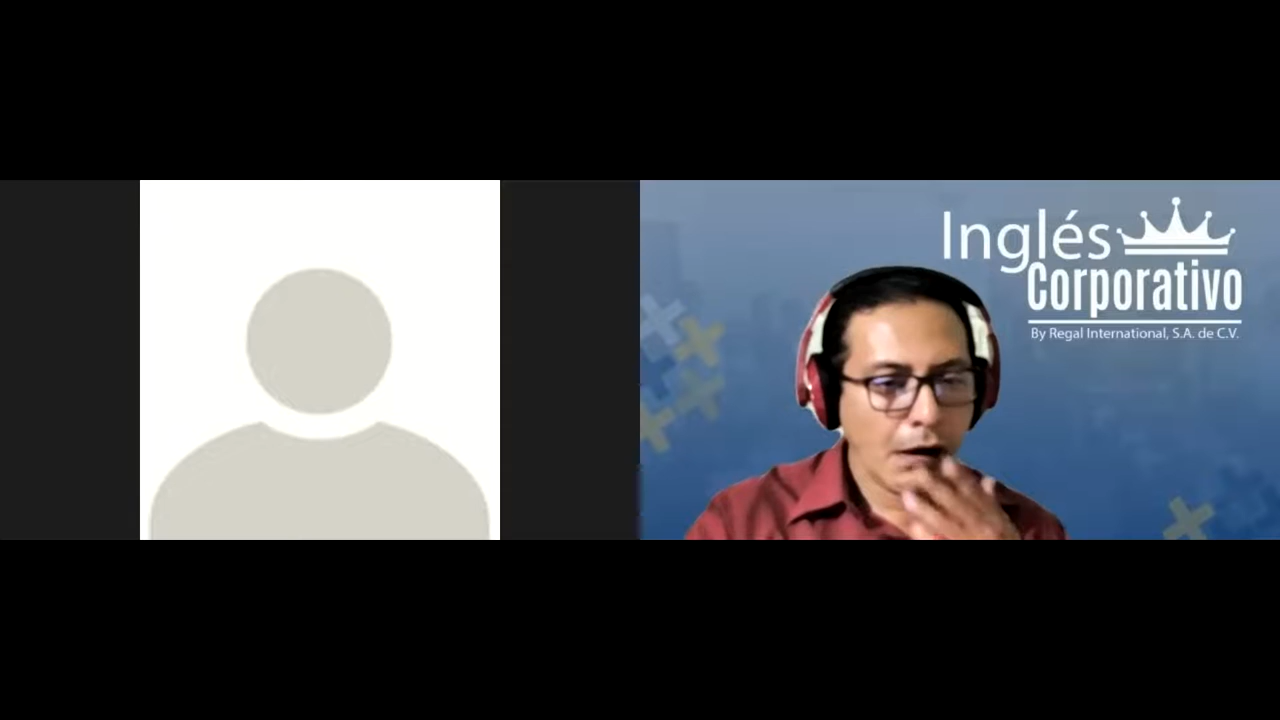 Inglés
Corporativo
By Regal International, S.A. de C.V.